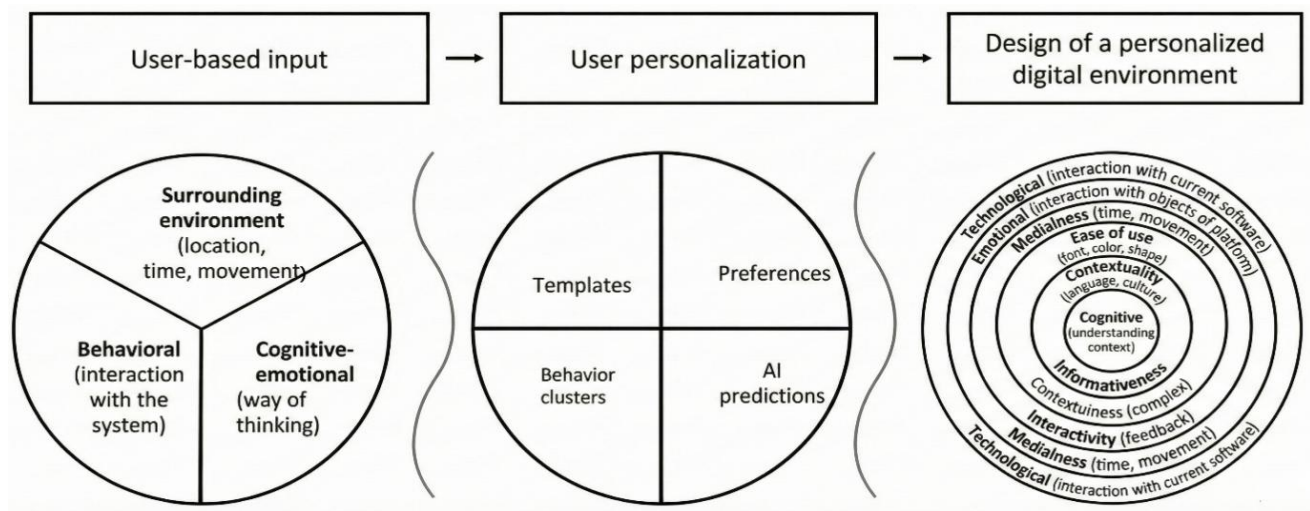 User-based input
User personalization
Design of a personalized
digital environment
Surrounding
environment
(location,
time, movement)
Behavioral
(interaction
with the
system)
Cognitive-
emotional
(way of
thinking)
Templates
Preferences
Behavior
clusters
AI
predictions
Technological (interaction with current software)
Emotional (interaction with objects of platform)
Medialness (time, movement)
Ease of use
(font, color, shape)
Contextuality
(language, culture)
Cognitive
(understanding
context)
Informativeness
Contextuiness (complex)
Interactivity (feedback)
Medialness (time, movement)
Technological (interaction with current software)